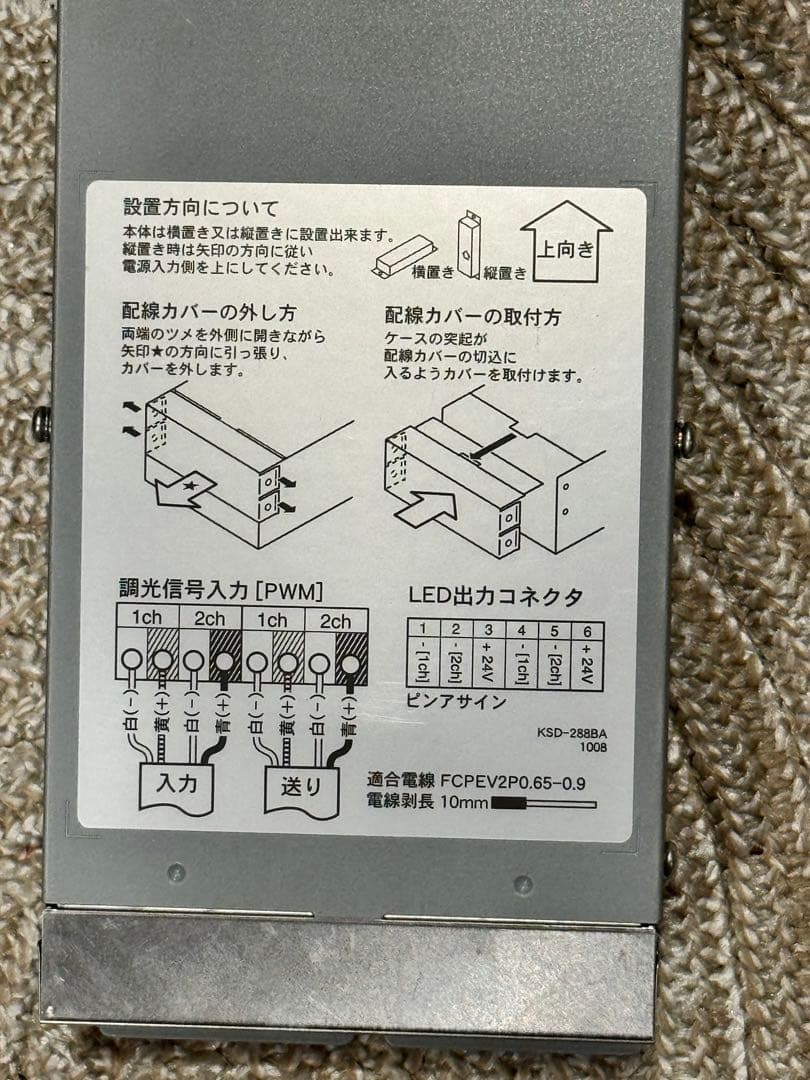 設置方向について
本体は横置き又は縦置きに設置出来ます。
縦置き時は矢印の方向に従い
電源入力側を上にしてください。
横置き
縦置き
上向き
配線カバーの外し方
両端のツメを外側に開きながら
矢印★の方向に引っ張り、
カバーを外します。
配線カバーの取付方
ケースの突起が
配線カバーの切込に
入るようカバーを取付けます。
★
調光信号入力[PWM]
1ch 2ch 1ch 2ch
白(-) 黄(+) 白(-) 青(+) 白(-) 黄(+) 白(-) 青(+)
入力 送り
LED出力コネクタ
1 2 3 4 5 6
-[1ch] -[2ch] +24V -[1ch] -[2ch] +24V
ピンアサイン
KSD-288BA
1008
適合電線 FCPEV2P0.65-0.9
電線剥長 10mm